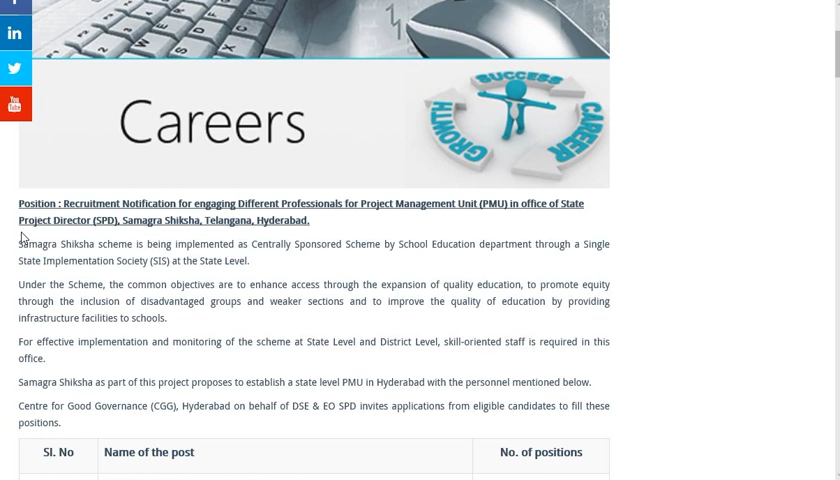 SUCCESS
Careers
GROWTH
CAREER
Position : Recruitment Notification for engaging Different Professionals for Project Management Unit (PMU) in office of State
Project Director (SPD), Samagra Shiksha, Telangana, Hyderabad.
Samagra Shiksha scheme is being implemented as Centrally Sponsored Scheme by School Education department through a Single
State Implementation Society (SIS) at the State Level.
Under the Scheme, the common objectives are to enhance access through the expansion of quality education, to promote equity
through the inclusion of disadvantaged groups and weaker sections and to improve the quality of education by providing
infrastructure facilities to schools.
For effective implementation and monitoring of the scheme at State Level and District Level, skill-oriented staff is required in this
office.
Samagra Shiksha as part of this project proposes to establish a state level PMU in Hyderabad with the personnel mentioned below.
Centre for Good Governance (CGG), Hyderabad on behalf of DSE & EO SPD invites applications from eligible candidates to fill these
positions.
Sl. No Name of the post No. of positions